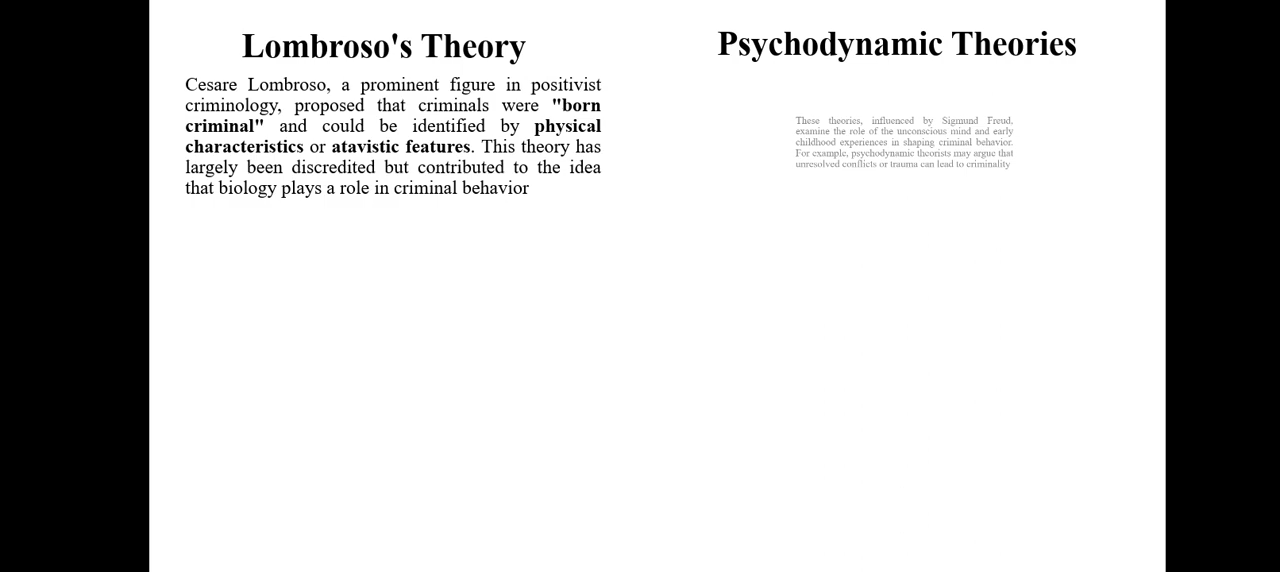 Lombroso's Theory
Cesare Lombroso, a prominent figure in positivist
criminology, proposed that criminals were "born
criminal" and could be identified by physical
characteristics or atavistic features. This theory has
largely been discredited but contributed to the idea
that biology plays a role in criminal behavior
Psychodynamic Theories
These theories, influenced by Sigmund Freud,
examine the role of the unconscious mind and early
childhood experiences in shaping criminal behavior.
For example, psychodynamic theorists may argue that
unresolved conflicts or trauma can lead to criminality